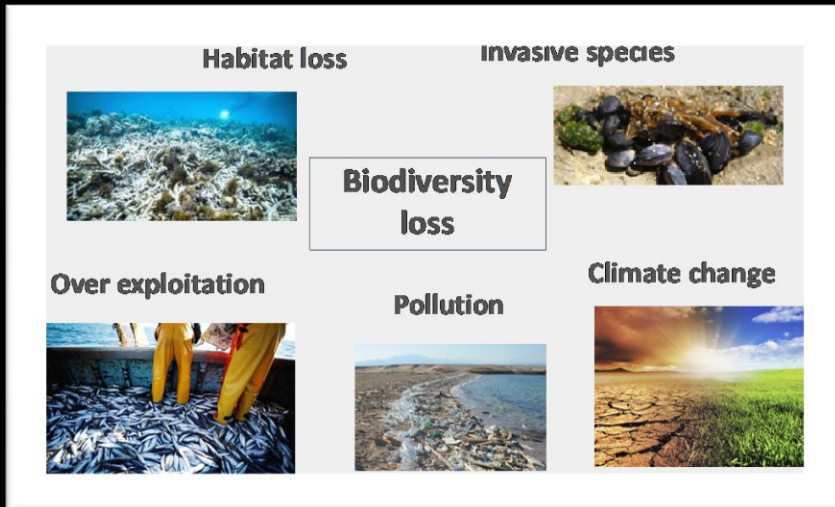 Habitat loss
Invasive species
Biodiversity
loss
Over exploitation
Pollution
Climate change